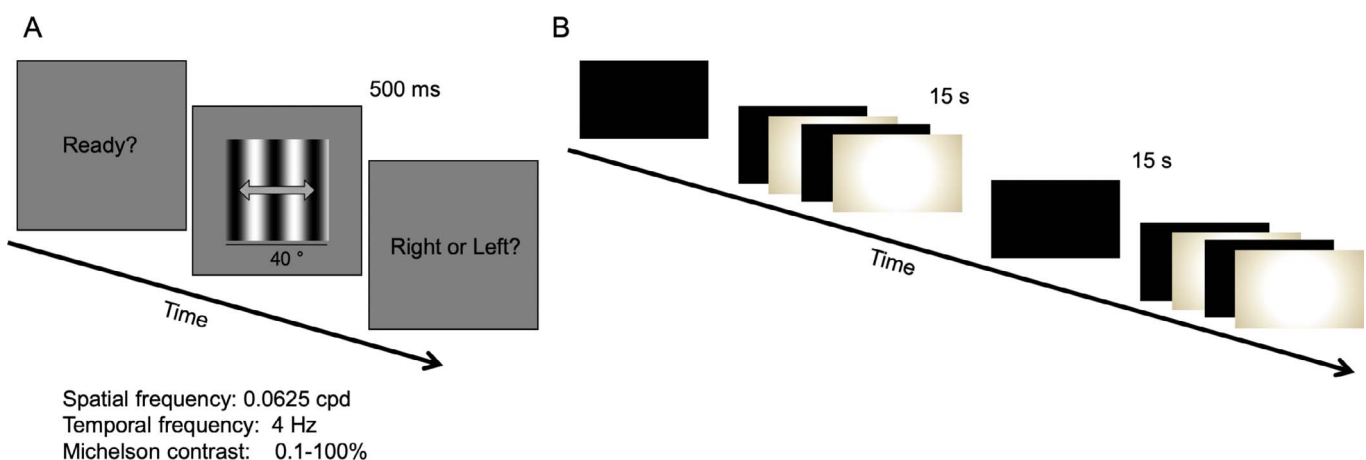 A
Ready?
500 ms
40 °
Right or Left?
Time
Spatial frequency: 0.0625 cpd
Temporal frequency: 4 Hz
Michelson contrast: 0.1-100%
B
15 s
15 s
Time